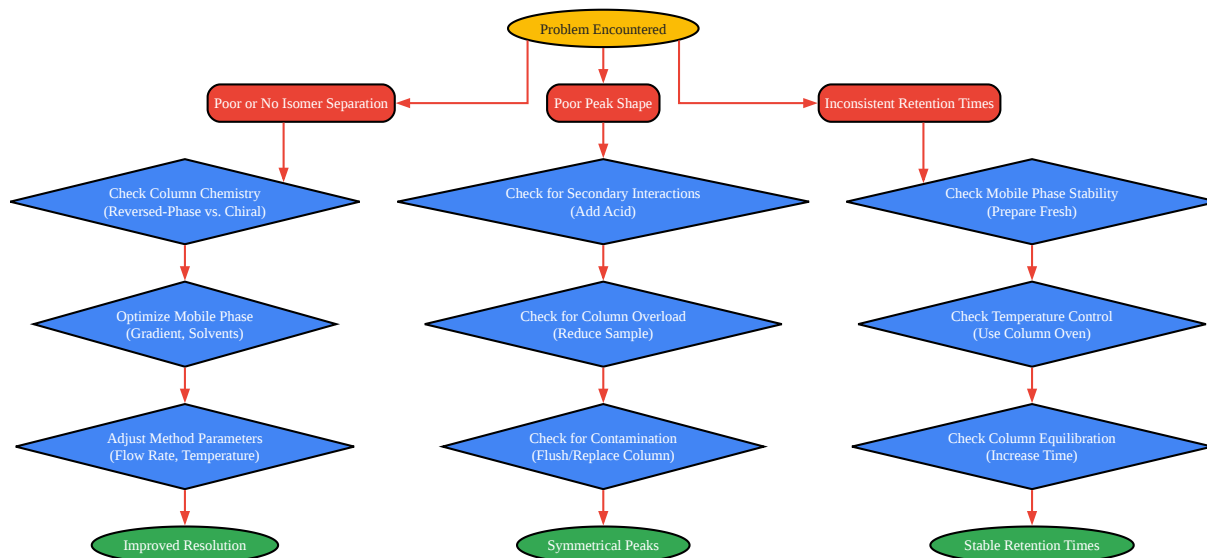 Problem Encountered
Poor or No Isomer Separation
Poor Peak Shape
Inconsistent Retention Times
Check Column Chemistry
(Reversed-Phase vs. Chiral)
Check for Secondary Interactions
(Add Acid)
Check Mobile Phase Stability
(Prepare Fresh)
Optimize Mobile Phase
(Gradient, Solvents)
Check for Column Overload
(Reduce Sample)
Check Temperature Control
(Use Column Oven)
Adjust Method Parameters
(Flow Rate, Temperature)
Check for Contamination
(Flush/Replace Column)
Check Column Equilibration
(Increase Time)
Improved Resolution
Symmetrical Peaks
Stable Retention Times